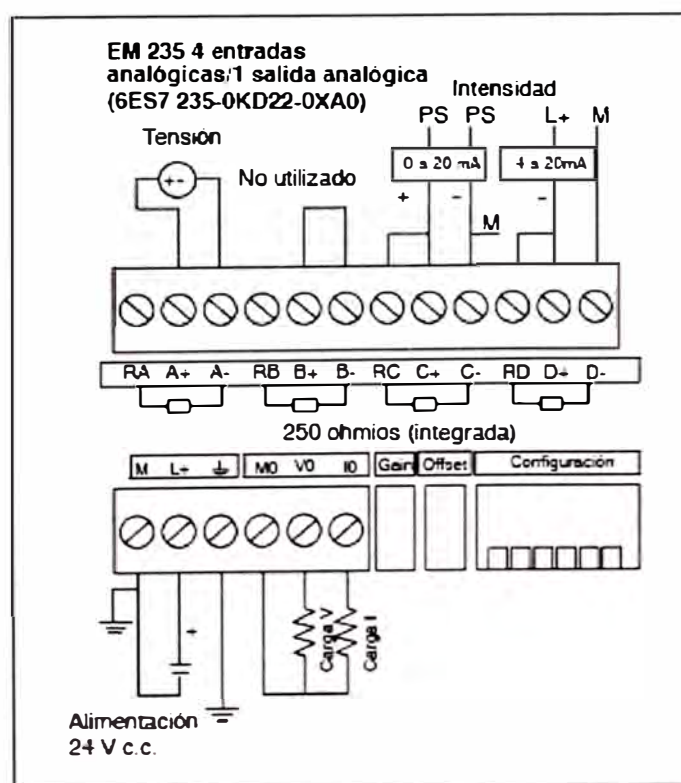 EM 235 4 entradas
analógicas/1 salida analógica
(6ES7 235-0KD22-0XA0)
Intensidad
PS PS L+ M
Tensión
0 a 20 mA 4 a 20mA
+-
No utilizado
+ - -
M
RA A+ A- RB B+ B- RC C+ C- RD D+ D-
250 ohmios (integrada)
M L+ M0 V0 I0 Gain Offset Configuración
+
Carga V
Carga I
Alimentación
24 V c.c.